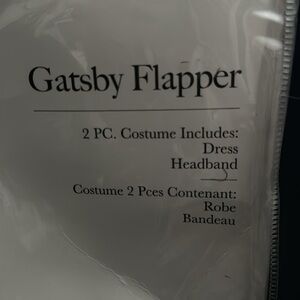 Gatsby Flapper
2 PC. Costume Includes:
Dress
Headband
Costume 2 Pces Contenant:
Robe
Bandeau